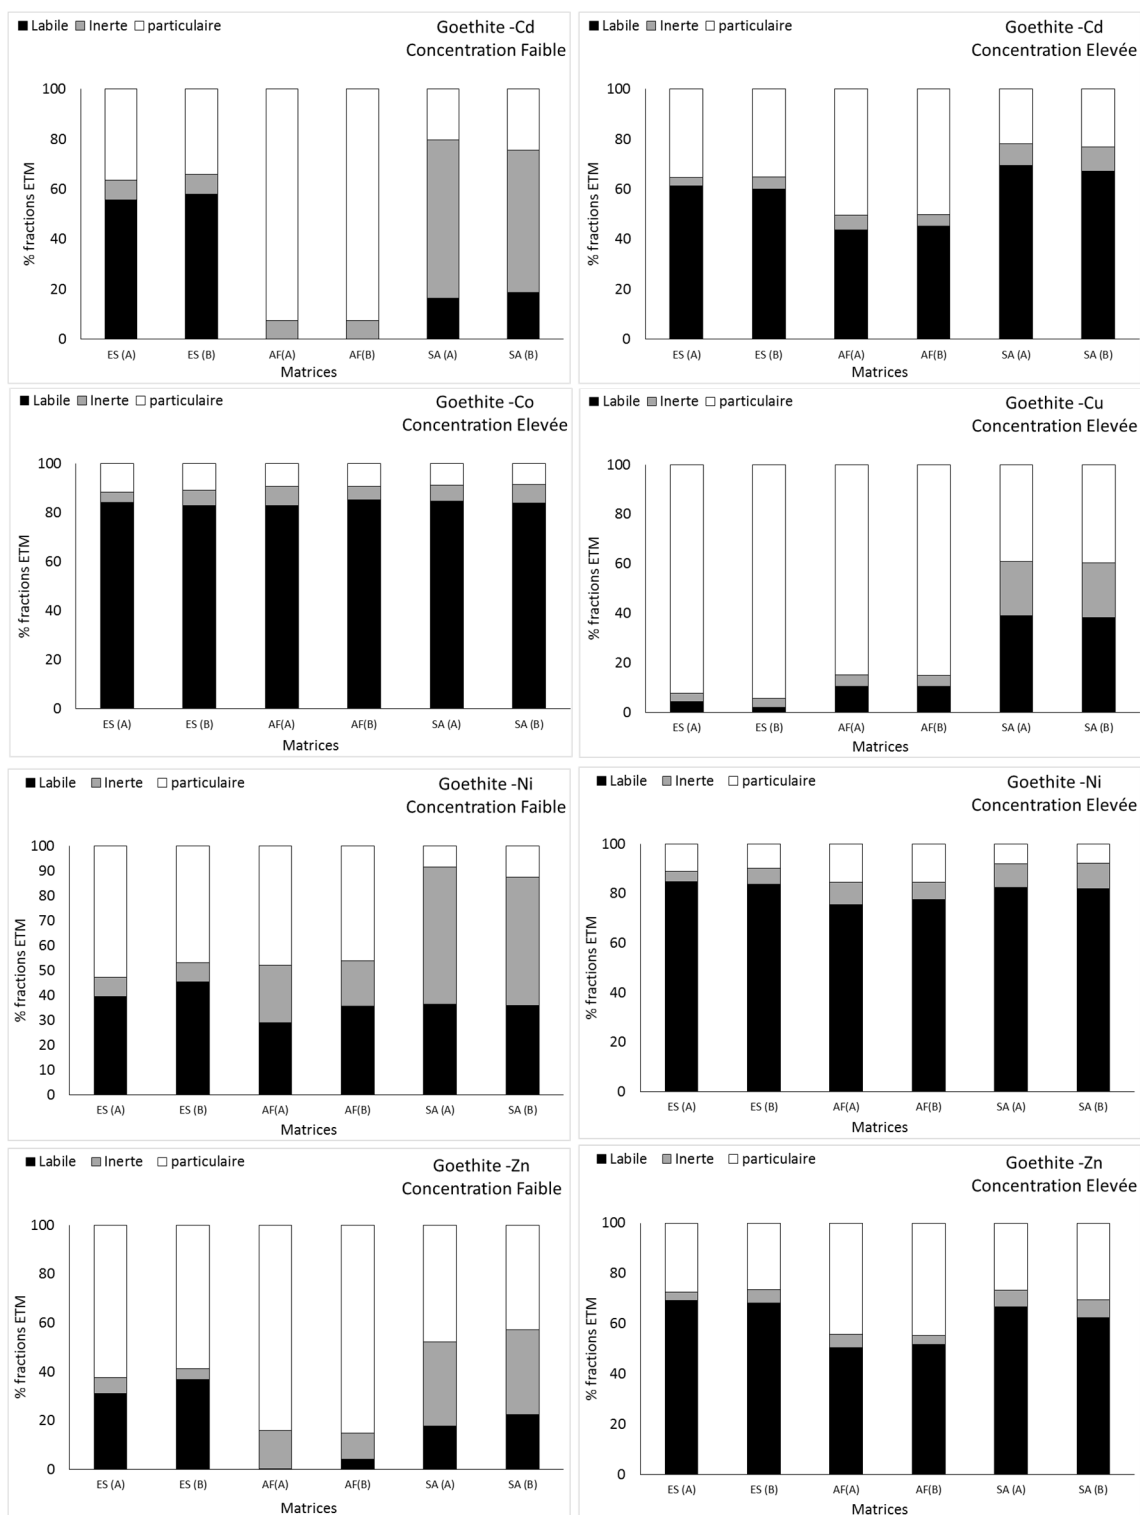 Labile Inerte particulaire
Goethite -Cd
Concentration Faible
100
80
60
40
20
0
% fractions ETM
ES (A) ES (B) AF(A) AF(B) SA (A) SA (B)
Matrices
Labile Inerte particulaire
Goethite -Cd
Concentration Elevée
100
80
60
40
20
0
% fractions ETM
ES (A) ES (B) AF(A) AF(B) SA (A) SA (B)
Matrices
Labile Inerte particulaire
Goethite -Co
Concentration Elevée
100
80
60
40
20
0
% fractions ETM
ES (A) ES (B) AF(A) AF(B) SA (A) SA (B)
Matrices
Labile Inerte particulaire
Goethite -Cu
Concentration Elevée
100
80
60
40
20
0
% fractions ETM
ES (A) ES (B) AF(A) AF(B) SA (A) SA (B)
Matrices
Labile Inerte particulaire
Goethite -Ni
Concentration Faible
100
90
80
70
60
50
40
30
20
10
0
% fractions ETM
ES (A) ES (B) AF(A) AF(B) SA (A) SA (B)
Matrices
Labile Inerte particulaire
Goethite -Ni
Concentration Elevée
100
80
60
40
20
0
% fractions ETM
ES (A) ES (B) AF(A) AF(B) SA (A) SA (B)
Matrices
Labile Inerte particulaire
Goethite -Zn
Concentration Faible
100
80
60
40
20
0
% fractions ETM
ES (A) ES (B) AF(A) AF(B) SA (A) SA (B)
Matrices
Labile Inerte particulaire
Goethite -Zn
Concentration Elevée
100
80
60
40
20
0
% fractions ETM
ES (A) ES (B) AF(A) AF(B) SA (A) SA (B)
Matrices